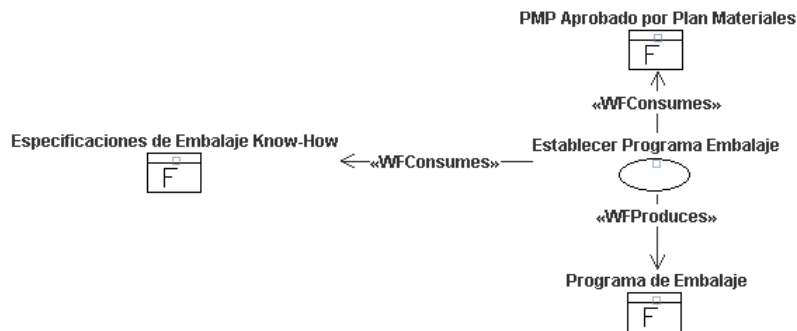 PMP Aprobado por Plan Materiales
F
«WFConsumes»
Especificaciones de Embalaje Know-How
F
«WFConsumes»
Establecer Programa Embalaje
«WFProduces»
Programa de Embalaje
F